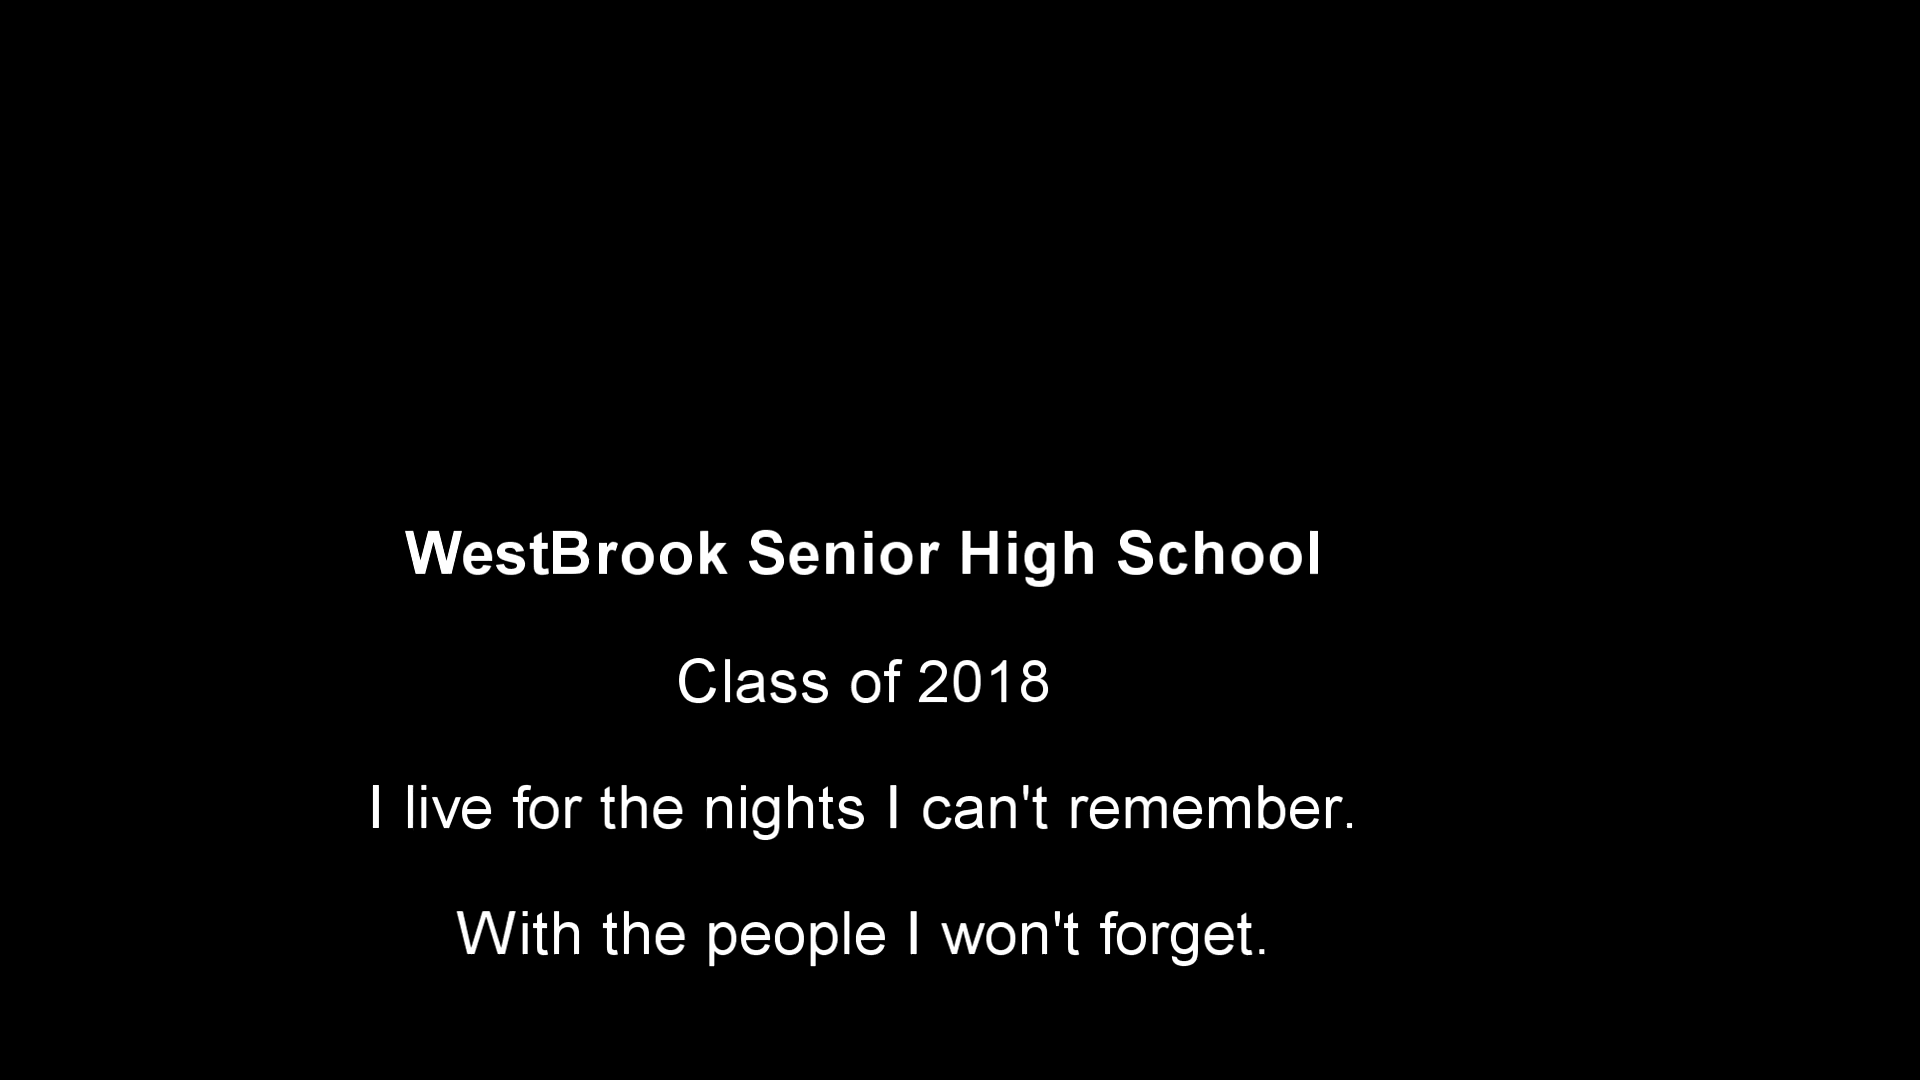 WestBrook Senior High School
Class of 2018
I live for the nights I can't remember.
With the people I won't forget.